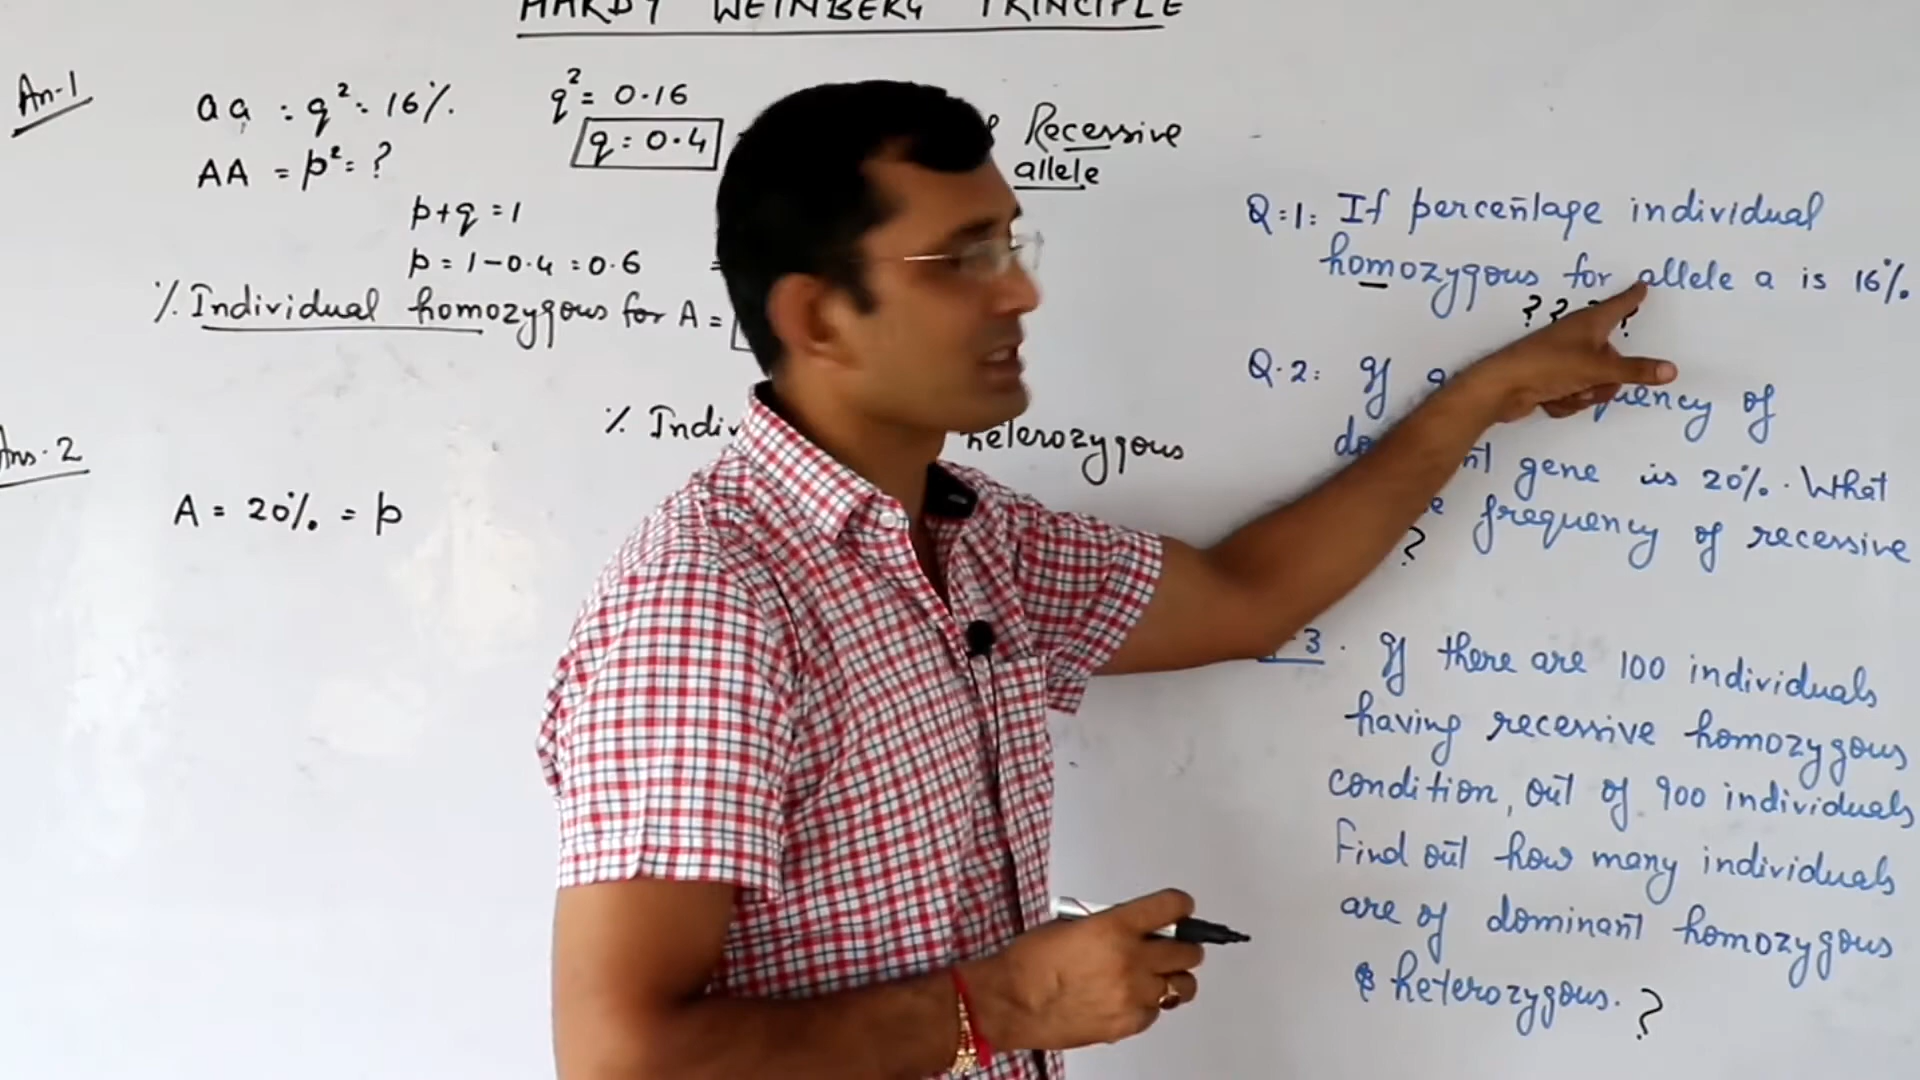 HARDY WEINBERG PRINCIPLE
An-1
aa : q² = 16%.
AA = p² = ?
q² = 0.16
q = 0.4
Recessive
allele
p+q = 1
p = 1-0.4 = 0.6
% Individual homozygous for A =
% heterozygous
Ans-2
A = 20% = p
Q.1: If percentage individual
homozygous for allele a is 16%.
? ? ?
Q.2: If of
gene is 20%. What
frequency of recessive
?
3. If there are 100 individuals
having recessive homozygous
condition, out of 900 individuals
Find out how many individuals
are of dominant homozygous
& heterozygous. ?